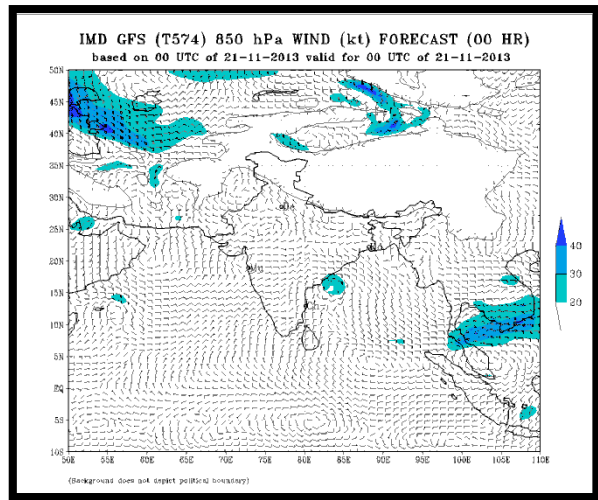 IMD GFS (T574) 850 hPa WIND (kt) FORECAST (00 HR)
based on 00 UTC of 21-11-2013 valid for 00 UTC of 21-11-2013
50N
45N
40N
35N
30N
25N
20N
15N
10N
5N
EQ
5S
10S
50E 55E 60E 65E 70E 75E 80E 85E 90E 95E 100E 105E 110E
40
30
20
(Background does not depict political boundary)